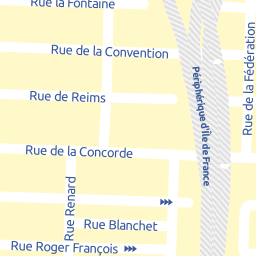 Rue la Fontaine
Rue de la Convention
Rue de Reims
Rue de la Concorde
Rue Renard
Rue Blanchet
Rue Roger François
Périphérique d'Île de France
Rue de la Fédération